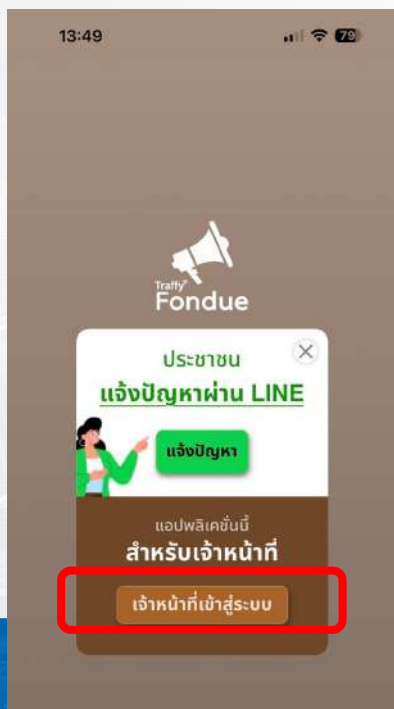 13:49
79
Traffy
Fondue
ประชาชน
แจ้งปัญหาผ่าน LINE
แจ้งปัญหา
แอปพลิเคชั่นนี้
สำหรับเจ้าหน้าที่
เจ้าหน้าที่เข้าสู่ระบบ